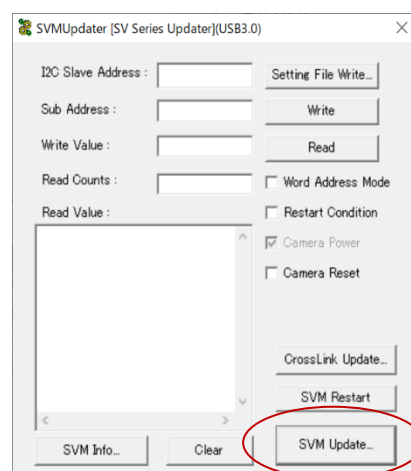 SVMUpdater [SV Series Updater](USB3.0)
I2C Slave Address :
Setting File Write...
Sub Address :
Write
Write Value :
Read
Read Counts :
Word Address Mode
Read Value :
Restart Condition
Camera Power
Camera Reset
CrossLink Update...
SVM Restart
SVM Info...
Clear
SVM Update...